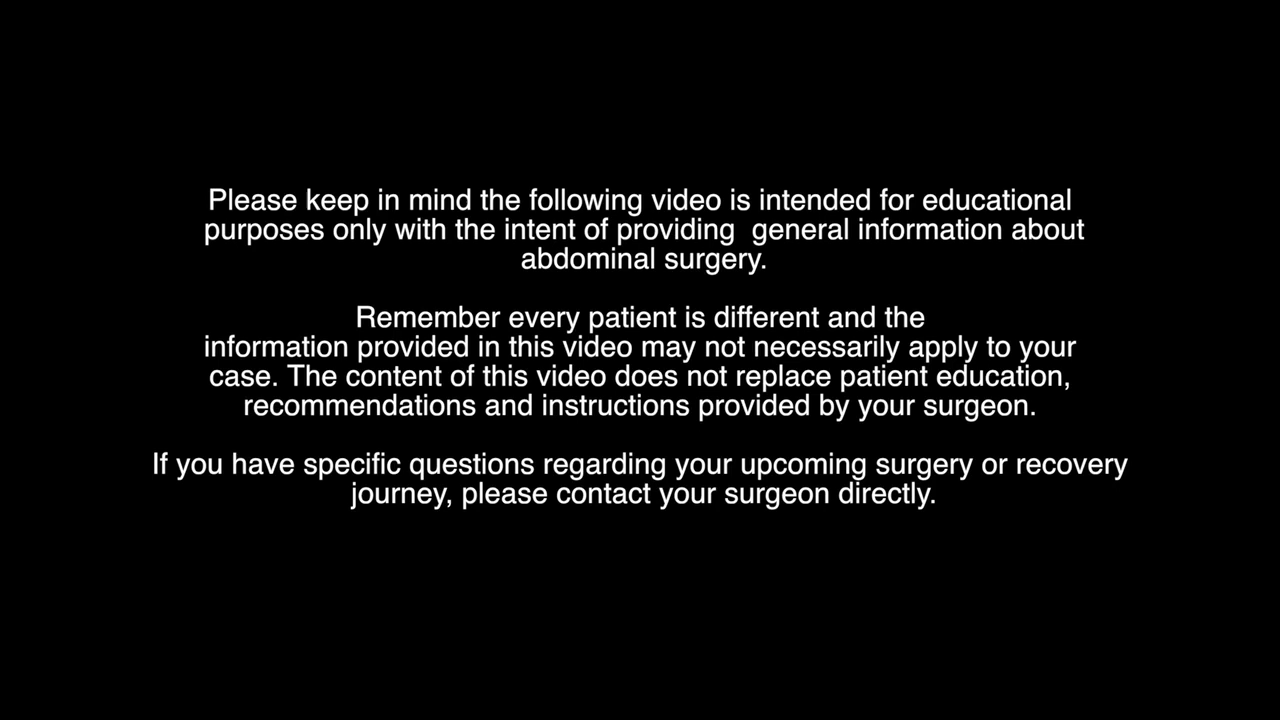 Please keep in mind the following video is intended for educational
purposes only with the intent of providing  general information about
abdominal surgery.
Remember every patient is different and the
information provided in this video may not necessarily apply to your
case. The content of this video does not replace patient education,
recommendations and instructions provided by your surgeon.
If you have specific questions regarding your upcoming surgery or recovery
journey, please contact your surgeon directly.